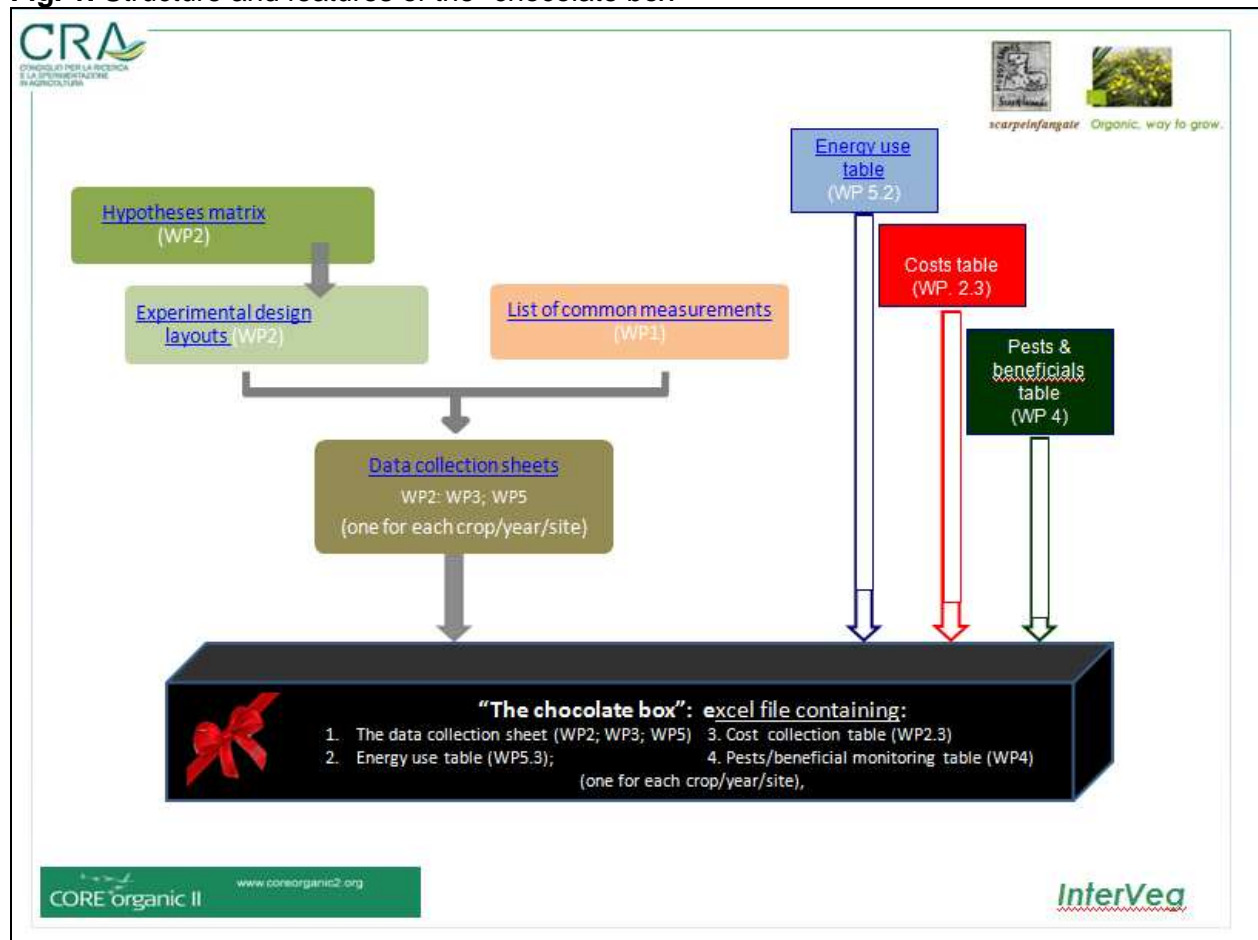 Fig. 1. Structure and features of the "chocolate box"
CRA
CONSIGLIO PER LA RICERCA
E LA SPERIMENTAZIONE
IN AGRICOLTURA
scarpeinfangate Organic, way to grow.
Energy use
table
(WP 5.2)
Hypotheses matrix
(WP2)
Costs table
(WP. 2.3)
Experimental design
layouts (WP2)
List of common measurements
(WP1)
Pests &
beneficials
table
(WP 4)
Data collection sheets
WP2: WP3; WP5
(one for each crop/year/site)
"The chocolate box": excel file containing:
1. The data collection sheet (WP2; WP3; WP5) 3. Cost collection table (WP2.3)
2. Energy use table (WP5.3); 4. Pests/beneficial monitoring table (WP4)
(one for each crop/year/site),
CORE organic II www.coreorganic2.org
InterVeg